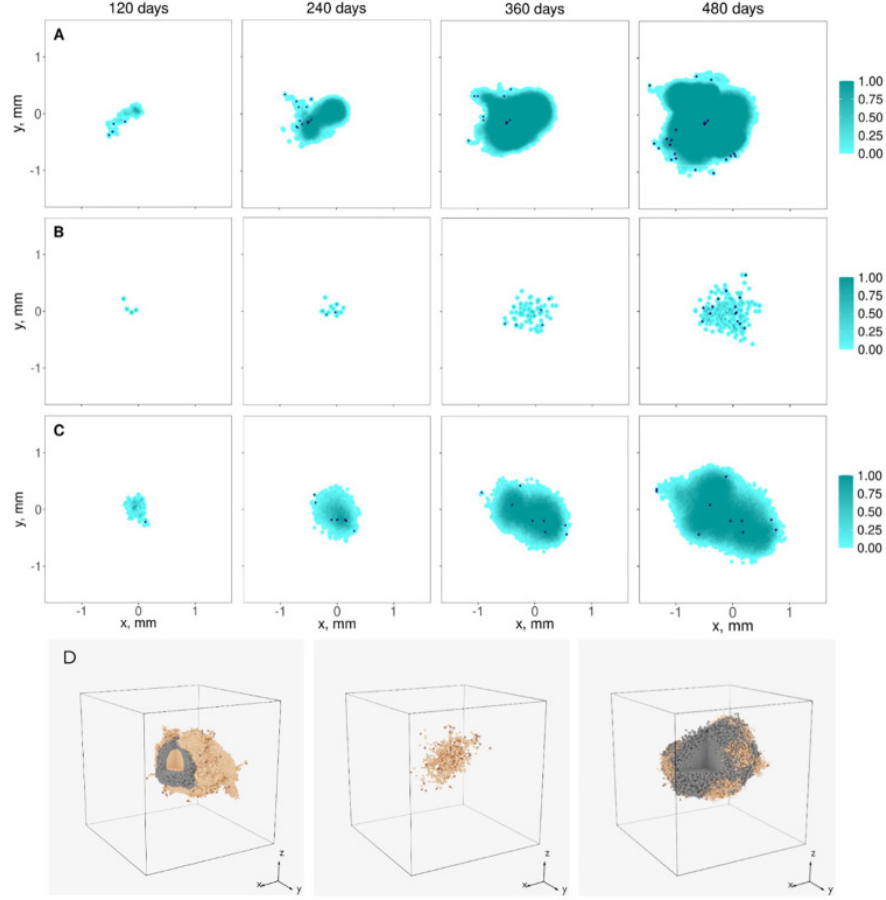 120 days 240 days 360 days 480 days
A
y, mm
1
0
-1
1.00
0.75
0.50
0.25
0.00
B
y, mm
1
0
-1
1.00
0.75
0.50
0.25
0.00
C
y, mm
1
0
-1
1.00
0.75
0.50
0.25
0.00
-1 0 1 -1 0 1 -1 0 1 -1 0 1
x, mm x, mm x, mm x, mm
D
z z z
x y x y x y